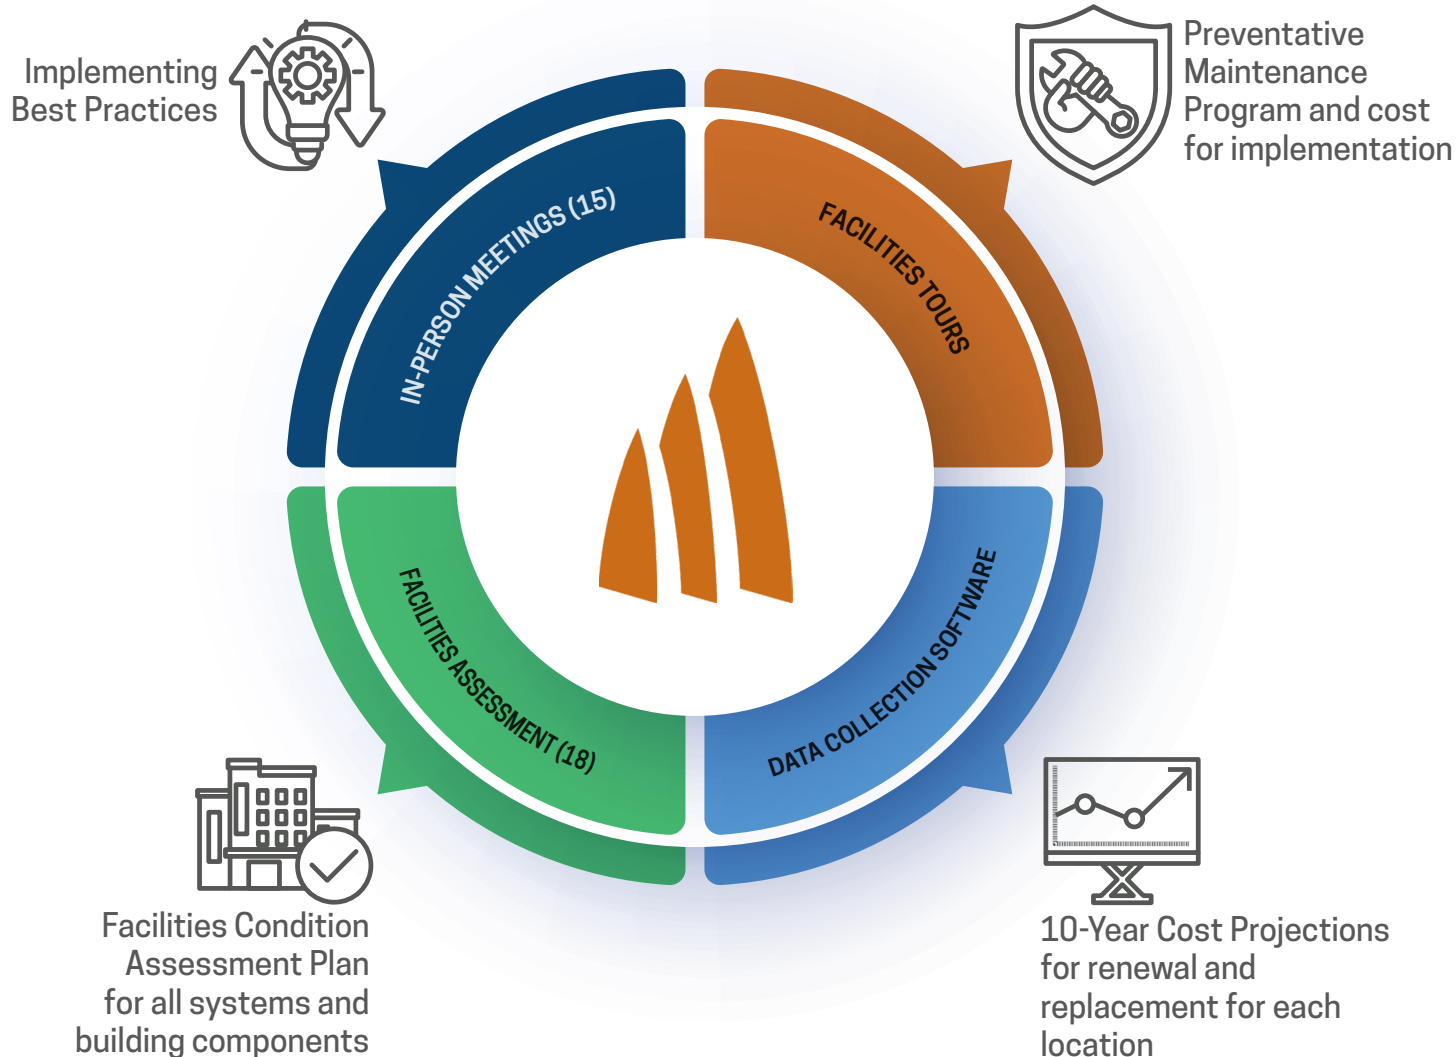 Implementing
Best Practices
Preventative
Maintenance
Program and cost
for implementation
IN-PERSON MEETINGS (15)
FACILITIES TOURS
FACILITIES ASSESSMENT (18)
DATA COLLECTION SOFTWARE
Facilities Condition
Assessment Plan
for all systems and
building components
10-Year Cost Projections
for renewal and
replacement for each
location